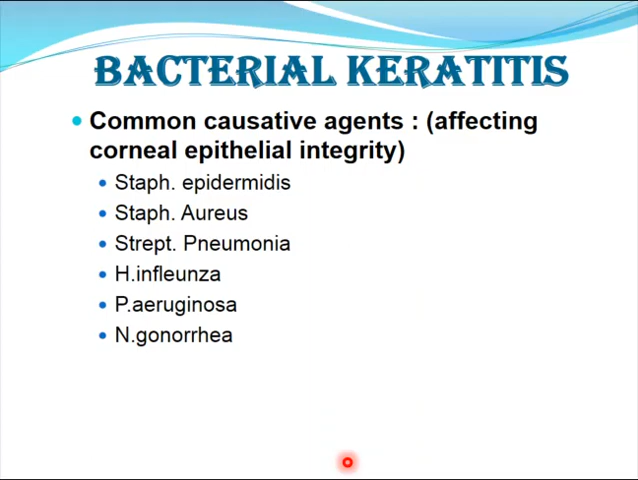 BACTERIAL KERATITIS
Common causative agents : (affecting
corneal epithelial integrity)
Staph. epidermidis
Staph. Aureus
Strept. Pneumonia
H.infleunza
P.aeruginosa
N.gonorrhea